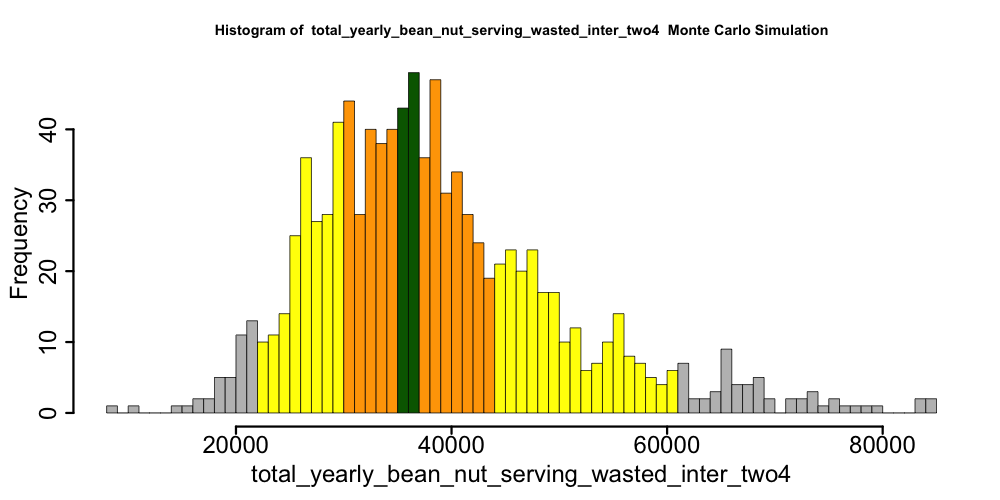 Histogram of  total_yearly_bean_nut_serving_wasted_inter_two4  Monte Carlo Simulation
Frequency
40
30
20
10
0
20000 40000 60000 80000
total_yearly_bean_nut_serving_wasted_inter_two4